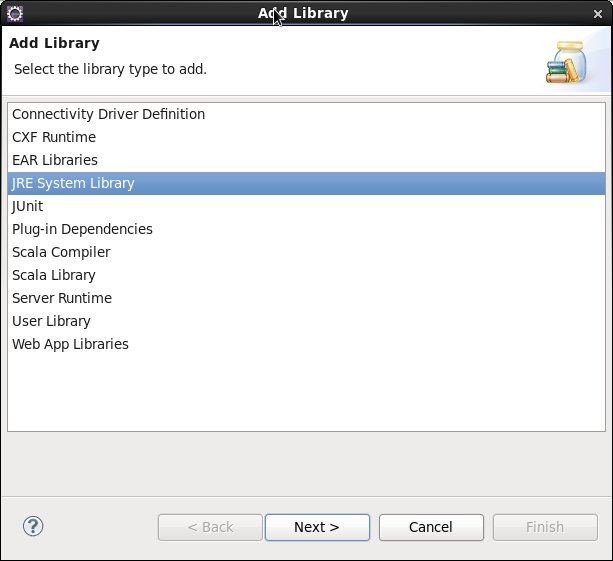 Add Library
Add Library
Select the library type to add.
Connectivity Driver Definition
CXF Runtime
EAR Libraries
JRE System Library
JUnit
Plug-in Dependencies
Scala Compiler
Scala Library
Server Runtime
User Library
Web App Libraries
? < Back Next > Cancel Finish